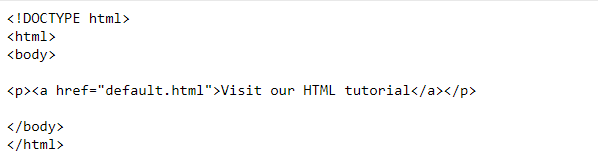 <!DOCTYPE html>
<html>
<body>
<p><a href="default.html">Visit our HTML tutorial</a></p>
</body>
</html>